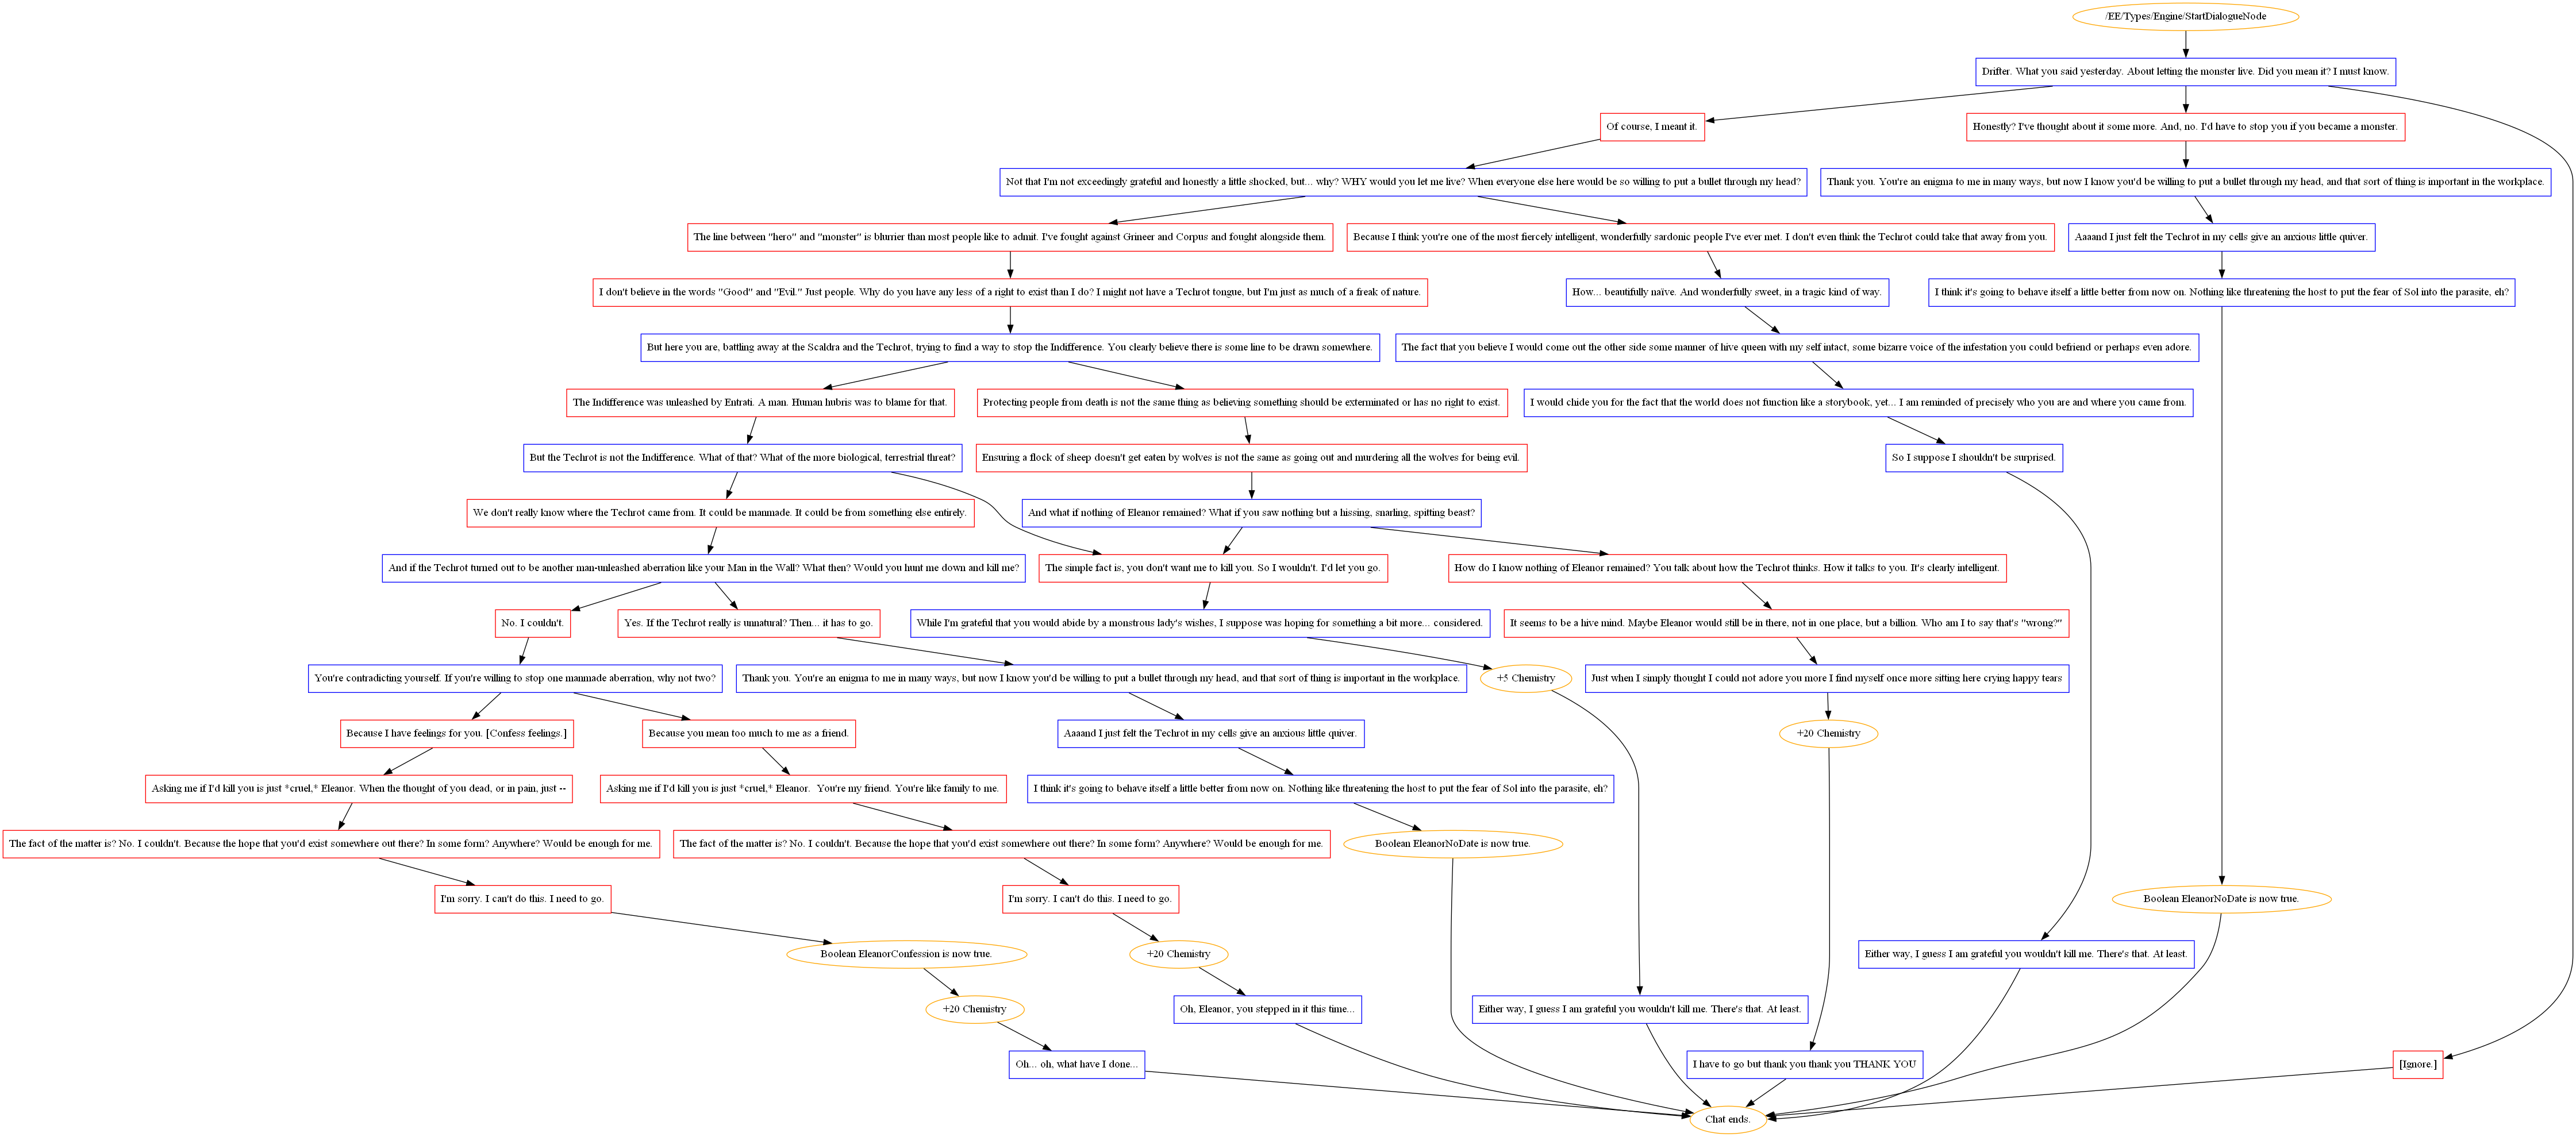 /EE/Types/Engine/StartDialogueNode
Drifter. What you said yesterday. About letting the monster live. Did you mean it? I must know.
Of course, I meant it.
Honestly? I've thought about it some more. And, no. I'd have to stop you if you became a monster.
Not that I'm not exceedingly grateful and honestly a little shocked, but... why? WHY would you let me live? When everyone else here would be so willing to put a bullet through my head?
Thank you. You're an enigma to me in many ways, but now I know you'd be willing to put a bullet through my head, and that sort of thing is important in the workplace.
The line between "hero" and "monster" is blurrier than most people like to admit. I've fought against Grineer and Corpus and fought alongside them.
Because I think you're one of the most fiercely intelligent, wonderfully sardonic people I've ever met. I don't even think the Techrot could take that away from you.
Aaaand I just felt the Techrot in my cells give an anxious little quiver.
I don't believe in the words "Good" and "Evil." Just people. Why do you have any less of a right to exist than I do? I might not have a Techrot tongue, but I'm just as much of a freak of nature.
How... beautifully naïve. And wonderfully sweet, in a tragic kind of way.
I think it's going to behave itself a little better from now on. Nothing like threatening the host to put the fear of Sol into the parasite, eh?
But here you are, battling away at the Scaldra and the Techrot, trying to find a way to stop the Indifference. You clearly believe there is some line to be drawn somewhere.
The fact that you believe I would come out the other side some manner of hive queen with my self intact, some bizarre voice of the infestation you could befriend or perhaps even adore.
The Indifference was unleashed by Entrati. A man. Human hubris was to blame for that.
Protecting people from death is not the same thing as believing something should be exterminated or has no right to exist.
I would chide you for the fact that the world does not function like a storybook, yet... I am reminded of precisely who you are and where you came from.
But the Techrot is not the Indifference. What of that? What of the more biological, terrestrial threat?
Ensuring a flock of sheep doesn't get eaten by wolves is not the same as going out and murdering all the wolves for being evil.
So I suppose I shouldn't be surprised.
We don't really know where the Techrot came from. It could be manmade. It could be from something else entirely.
And what if nothing of Eleanor remained? What if you saw nothing but a hissing, snarling, spitting beast?
And if the Techrot turned out to be another man-unleashed aberration like your Man in the Wall? What then? Would you hunt me down and kill me?
The simple fact is, you don't want me to kill you. So I wouldn't. I'd let you go.
How do I know nothing of Eleanor remained? You talk about how the Techrot thinks. How it talks to you. It's clearly intelligent.
No. I couldn't.
Yes. If the Techrot really is unnatural? Then... it has to go.
While I'm grateful that you would abide by a monstrous lady's wishes, I suppose was hoping for something a bit more... considered.
It seems to be a hive mind. Maybe Eleanor would still be in there, not in one place, but a billion. Who am I to say that's "wrong?"
You're contradicting yourself. If you're willing to stop one manmade aberration, why not two?
Thank you. You're an enigma to me in many ways, but now I know you'd be willing to put a bullet through my head, and that sort of thing is important in the workplace.
+5 Chemistry
Just when I simply thought I could not adore you more I find myself once more sitting here crying happy tears
Because I have feelings for you. [Confess feelings.]
Because you mean too much to me as a friend.
Aaaand I just felt the Techrot in my cells give an anxious little quiver.
+20 Chemistry
Asking me if I'd kill you is just *cruel,* Eleanor. When the thought of you dead, or in pain, just --
Asking me if I'd kill you is just *cruel,* Eleanor.  You're my friend. You're like family to me.
I think it's going to behave itself a little better from now on. Nothing like threatening the host to put the fear of Sol into the parasite, eh?
The fact of the matter is? No. I couldn't. Because the hope that you'd exist somewhere out there? In some form? Anywhere? Would be enough for me.
The fact of the matter is? No. I couldn't. Because the hope that you'd exist somewhere out there? In some form? Anywhere? Would be enough for me.
Boolean EleanorNoDate is now true.
I'm sorry. I can't do this. I need to go.
I'm sorry. I can't do this. I need to go.
Boolean EleanorNoDate is now true.
Boolean EleanorConfession is now true.
+20 Chemistry
Either way, I guess I am grateful you wouldn't kill me. There's that. At least.
+20 Chemistry
Oh, Eleanor, you stepped in it this time...
Either way, I guess I am grateful you wouldn't kill me. There's that. At least.
Oh... oh, what have I done...
I have to go but thank you thank you THANK YOU
[Ignore.]
Chat ends.